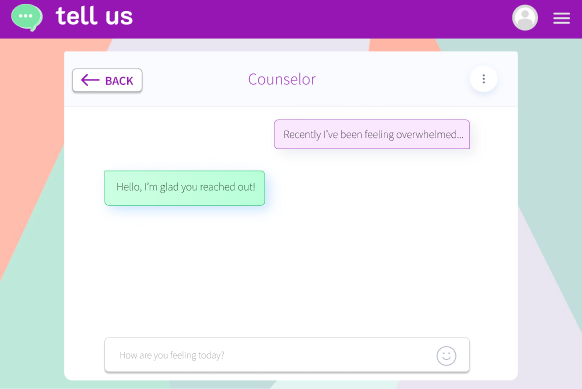 tell us
BACK
Counselor
Recently I've been feeling overwhelmed...
Hello, I'm glad you reached out!
How are you feeling today?